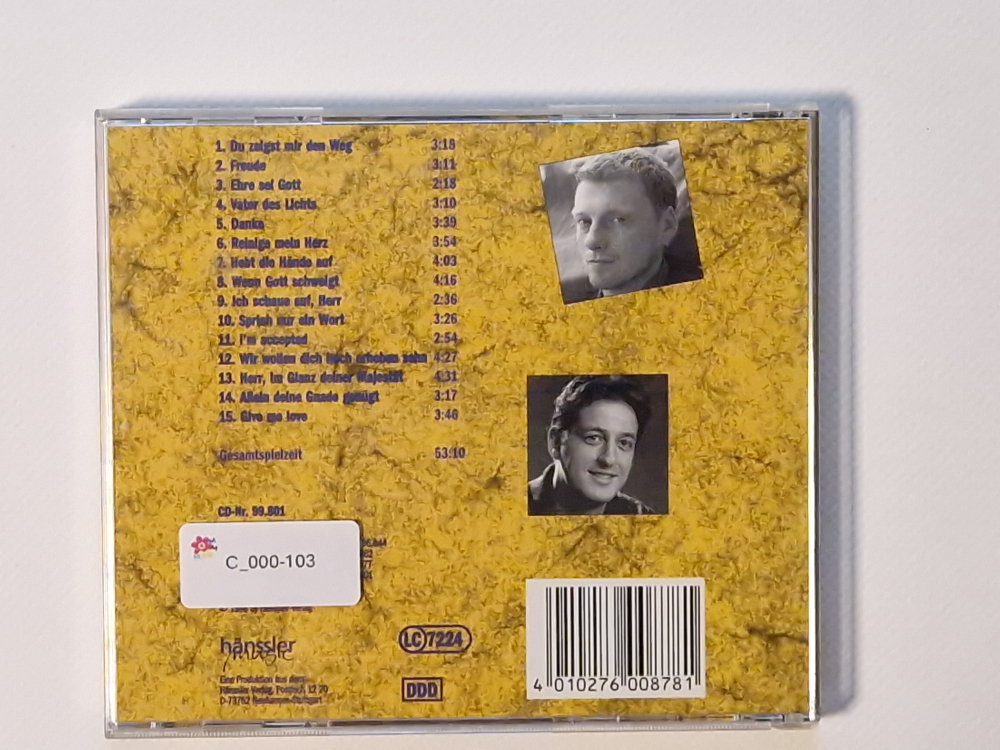 1. Du zeigst mir den Weg 3:18
2. Freude 3:11
3. Ehre sei Gott 2:18
4. Vater des Lichts 3:10
5. Danke 3:39
6. Reinige mein Herz 3:54
7. Hebt die Hände auf 4:03
8. Wenn Gott schweigt 4:16
9. Ich schaue auf, Herr 2:36
10. Sprich nur ein Wort 3:26
11. I'm accepted 2:54
12. Wir wollen dich hoch erheben 4:27
13. Herr, im Glanz deiner Majestät 4:31
14. Allein deine Gnade genügt 3:17
15. Give me love 3:46
Gesamtspielzeit 53:10
CD-Nr. 99.801
C_000-103
hänssler
music
LC 7224
Eine Produktion aus dem
Hänssler Verlag, Postfach 12 20
D-73762 Neuhausen-Stuttgart
DDD
4 010276 008781